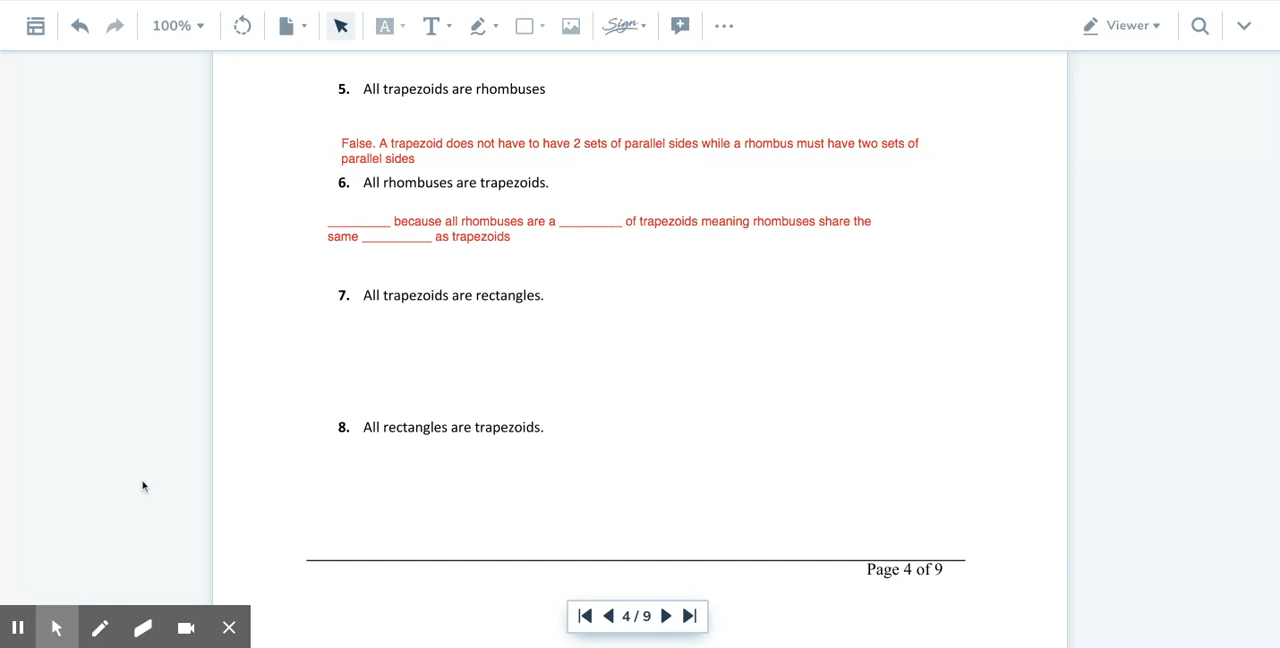 100%
A
T
Sign
Viewer
5. All trapezoids are rhombuses
False. A trapezoid does not have to have 2 sets of parallel sides while a rhombus must have two sets of
parallel sides
6. All rhombuses are trapezoids.
_________ because all rhombuses are a _________ of trapezoids meaning rhombuses share the
same __________ as trapezoids
7. All trapezoids are rectangles.
8. All rectangles are trapezoids.
Page 4 of 9
4 / 9